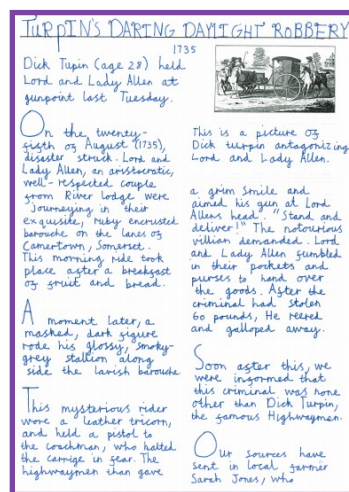 TURPIN'S DARING DAYLIGHT ROBBERY
1735
Dick Tupin (age 28) held
Lord and Lady Allen at
gunpoint last Tuesday.
On the twenty-
fifth of August (1735),
disaster struck. Lord and
Lady Allen, an aristocratic,
well-respected couple
from River lodge were
journeying in their
exquisite, ruby encrusted
barouche on the lanes of
Camertown, Somerset.
This morning ride took
place after a breakfast
of fruit and bread.
A moment later, a
masked, dark figure
rode his glossy, smoky-
grey stallion along
side the lavish barouche
This mysterious rider
wore a leather tricorn,
and held a pistol to
the coachman, who halted
the carrige in fear. The
highwaymen than gave
This is a picture of
Dick turpin antagonizing
Lord and Lady Allen.
a grim smile and
aimed his gun at Lord
Allens head. "Stand and
deliver!" The notourious
villian demanded. Lord
and Lady Allen fumbled
in their pockets and
purses to hand over
the goods. After the
criminal had stolen
60 pounds, He reered
and galloped away.
Soon after this, we
were informed that
this criminal was none
other than Dick Turpin,
the famous Highwaymen.
Our sources have
sent in local farmer
Sarah Jones, who